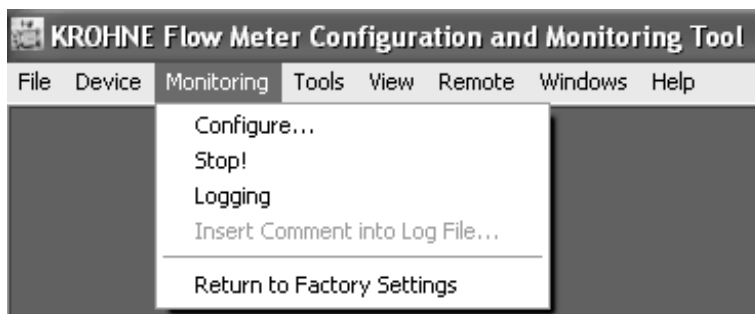 KROHNE Flow Meter Configuration and Monitoring Tool
File Device Monitoring Tools View Remote Windows Help
Configure...
Stop!
Logging
Insert Comment into Log File...
Return to Factory Settings